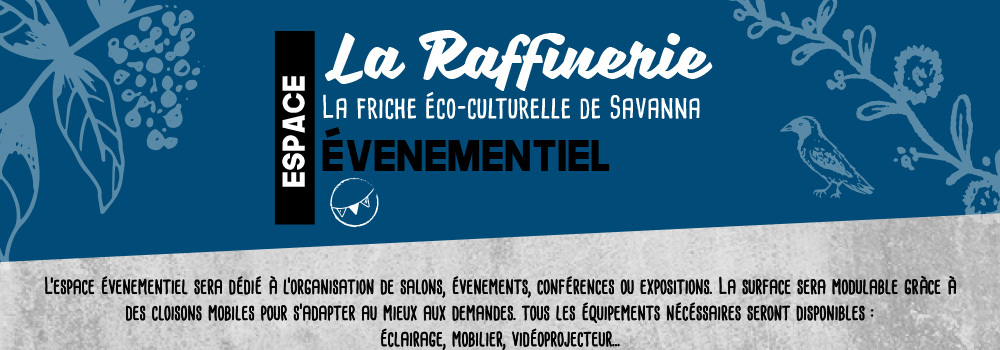 La Raffinerie
La friche éco-culturelle de Savanna
ESPACE
ÉVENEMENTIEL
L'espace évenementiel sera dédié à l'organisation de salons, évenements, conférences ou expositions. La surface sera modulable grâce à
des cloisons mobiles pour s'adapter au mieux aux demandes. tous les équipements nécéssaires seront disponibles :
éclairage, mobilier, vidéoprojecteur...